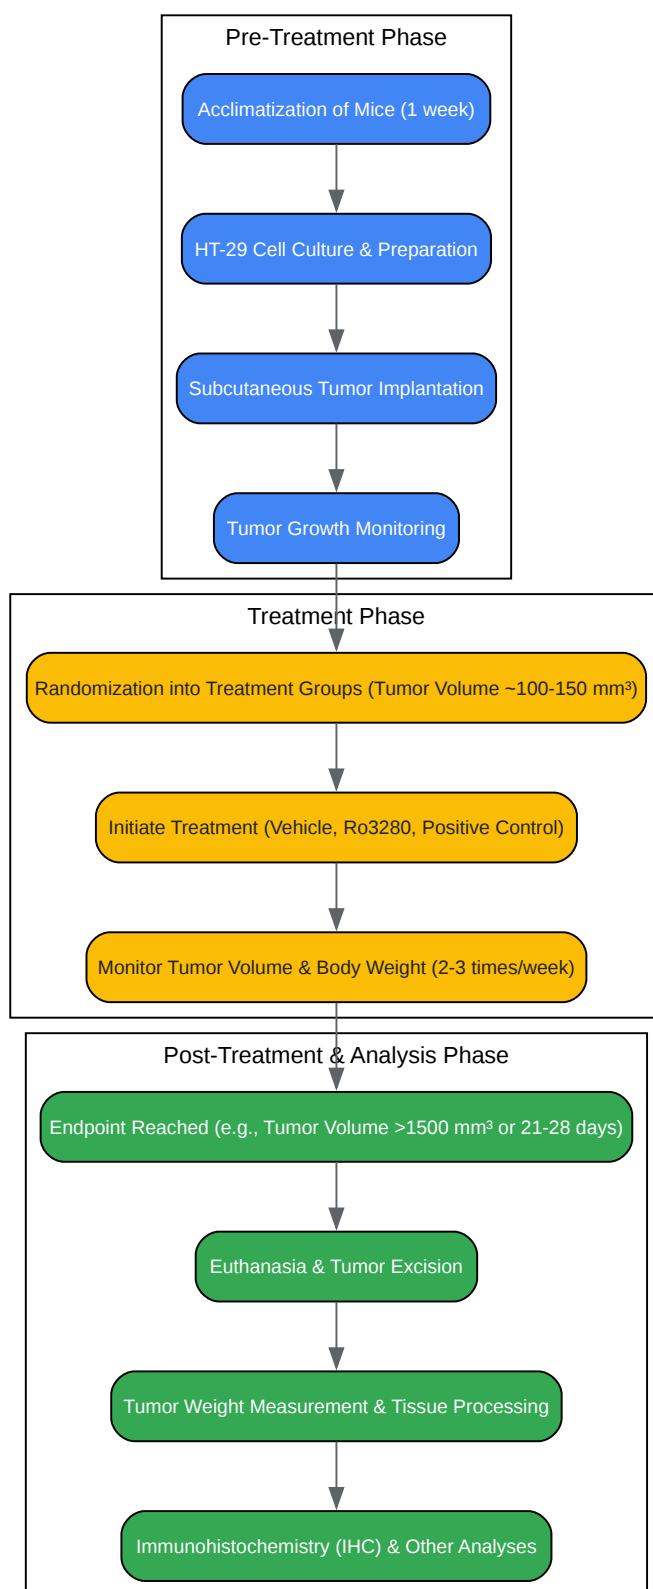 Pre-Treatment Phase
Acclimatization of Mice (1 week)
HT-29 Cell Culture & Preparation
Subcutaneous Tumor Implantation
Tumor Growth Monitoring
Treatment Phase
Randomization into Treatment Groups (Tumor Volume ~100-150 mm³)
Initiate Treatment (Vehicle, Ro3280, Positive Control)
Monitor Tumor Volume & Body Weight (2-3 times/week)
Post-Treatment & Analysis Phase
Endpoint Reached (e.g., Tumor Volume >1500 mm³ or 21-28 days)
Euthanasia & Tumor Excision
Tumor Weight Measurement & Tissue Processing
Immunohistochemistry (IHC) & Other Analyses